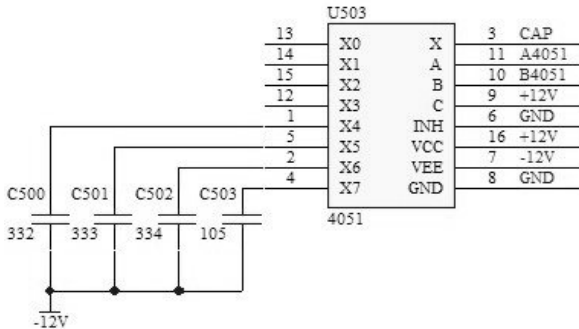 U503
13 X0 X 3 CAP
14 X1 A 11 A4051
15 X2 B 10 B4051
12 X3 C 9 +12V
1 X4 INH 6 GND
5 X5 VCC 16 +12V
2 X6 VEE 7 -12V
4 X7 GND 8 GND
4051
C500 C501 C502 C503
332 333 334 105
-12V